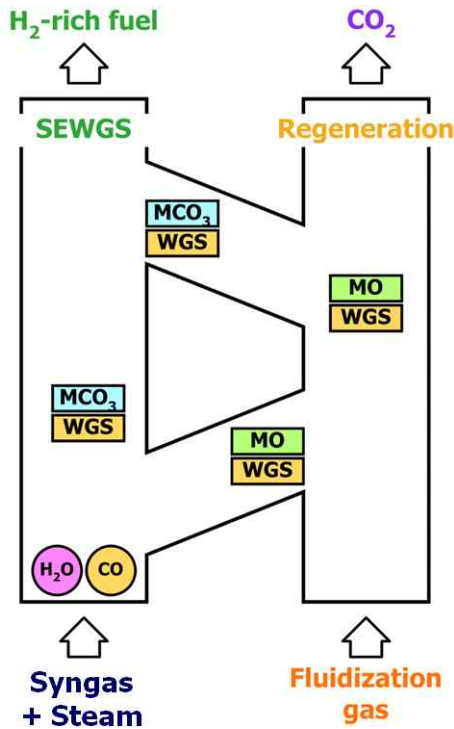 H₂-rich fuel
CO₂
SEWGS
Regeneration
MCO₃
WGS
MO
WGS
MCO₃
WGS
MO
WGS
H₂O
CO
Syngas
+ Steam
Fluidization
gas